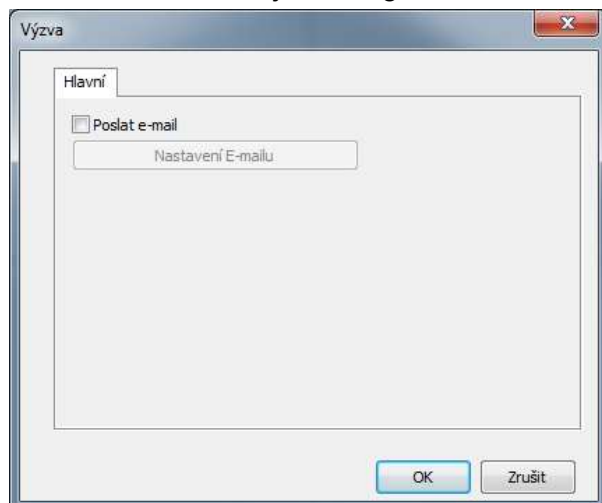 Výzva
Hlavní
Poslat e-mail
Nastavení E-mailu
OK
Zrušit